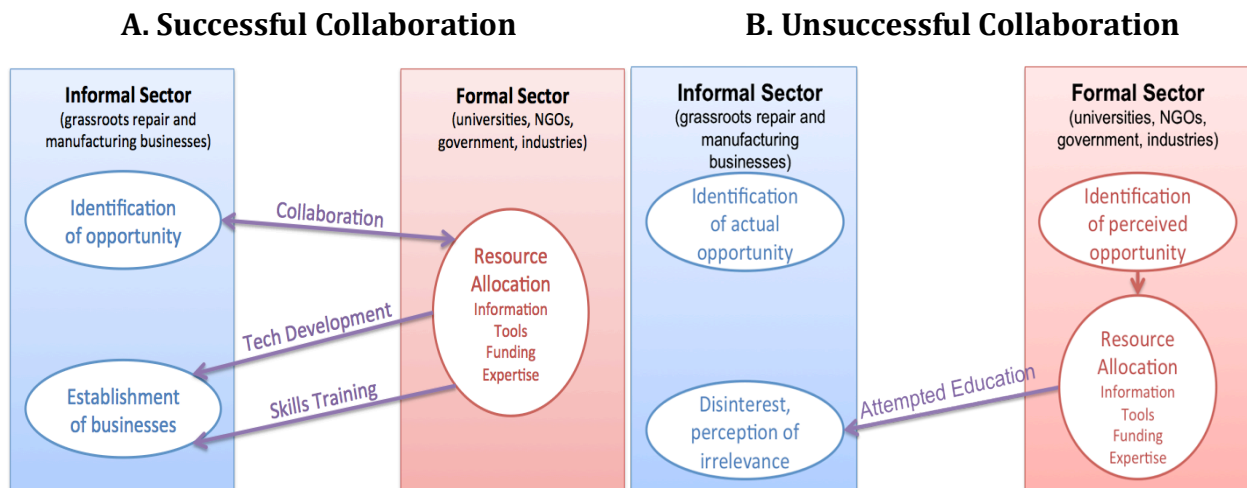 A. Successful Collaboration
Informal Sector
(grassroots repair and
manufacturing businesses)
Identification
of opportunity
Establishment
of businesses
Collaboration
Tech Development
Skills Training
Formal Sector
(universities, NGOs,
government, industries)
Resource
Allocation
Information
Tools
Funding
Expertise
B. Unsuccessful Collaboration
Informal Sector
(grassroots repair and
manufacturing
businesses)
Identification
of actual
opportunity
Disinterest,
perception of
irrelevance
Attempted Education
Formal Sector
(universities, NGOs,
government, industries)
Identification
of perceived
opportunity
Resource
Allocation
Information
Tools
Funding
Expertise